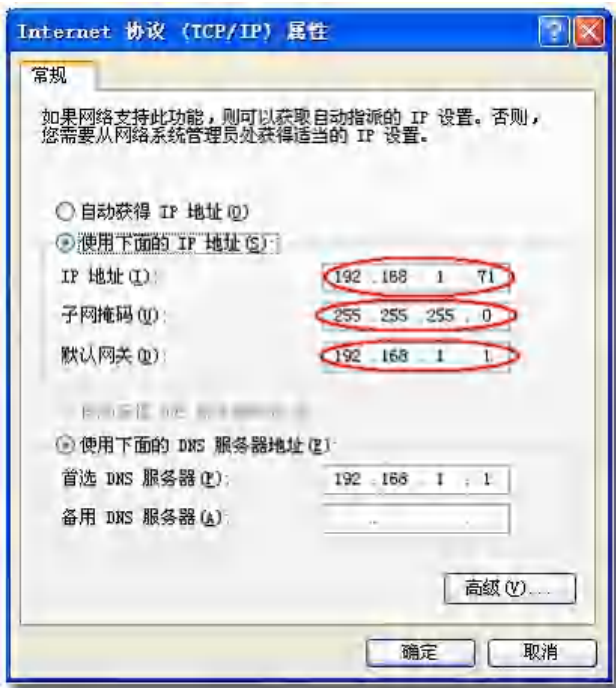 Internet 协议 (TCP/IP) 属性
常规
如果网络支持此功能，则可以获取自动指派的 IP 设置。否则，
您需要从网络系统管理员处获得适当的 IP 设置。
自动获得 IP 地址(O)
使用下面的 IP 地址(S):
IP 地址(I): 192 .168 . 1 . 71
子网掩码(U): 255 .255 .255 . 0
默认网关(D): 192 .168 . 1 . 1
使用下面的 DNS 服务器地址(E):
首选 DNS 服务器(P): 192 .168 . 1 . 1
备用 DNS 服务器(A):
高级(V)...
确定 取消